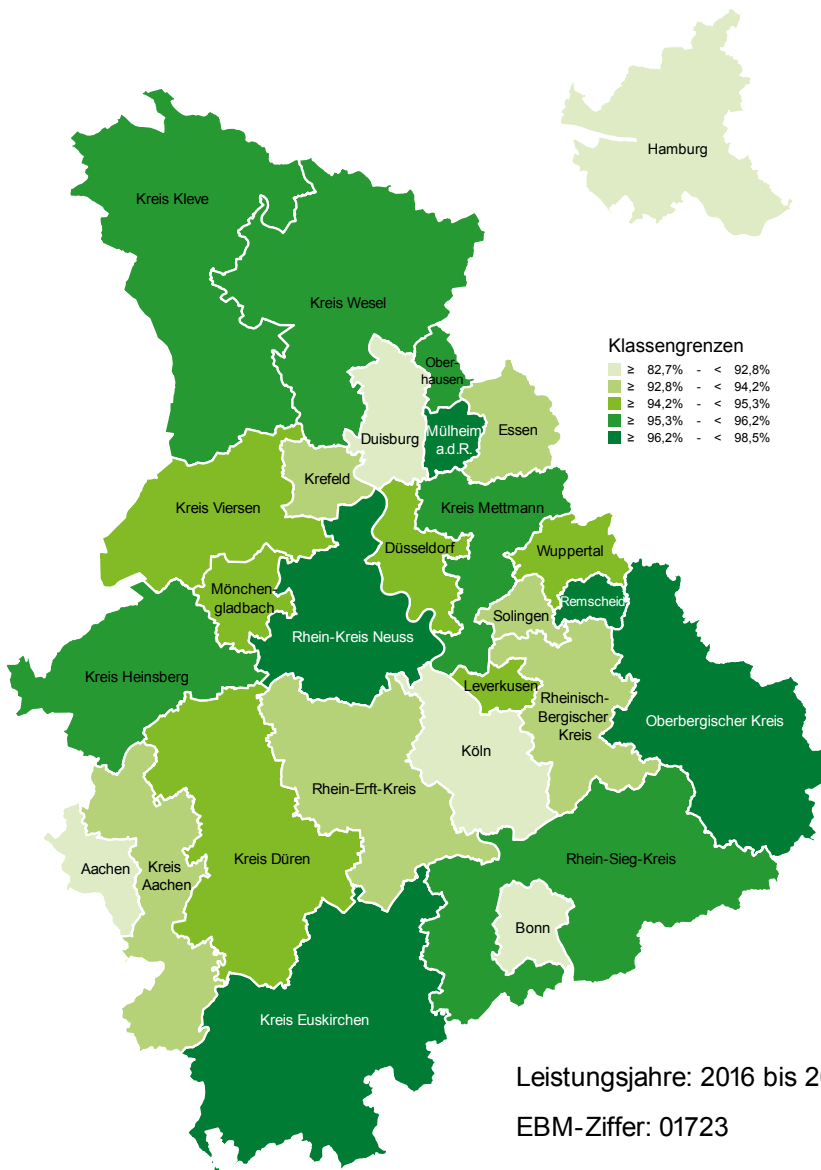 Hamburg
Kreis Kleve
Kreis Wesel
Klassengrenzen
≥ 82,7% - < 92,8%
≥ 92,8% - < 94,2%
≥ 94,2% - < 95,3%
≥ 95,3% - < 96,2%
≥ 96,2% - < 98,5%
Ober-
hausen
Duisburg
Mülheim
a.d.R.
Essen
Krefeld
Kreis Viersen
Kreis Mettmann
Düsseldorf
Wuppertal
Mönchen-
gladbach
Remscheid
Solingen
Rhein-Kreis Neuss
Kreis Heinsberg
Leverkusen
Rheinisch-
Bergischer
Kreis
Oberbergischer Kreis
Köln
Rhein-Erft-Kreis
Aachen
Kreis
Aachen
Kreis Düren
Rhein-Sieg-Kreis
Bonn
Kreis Euskirchen
Leistungsjahre: 2016 bis
EBM-Ziffer: 01723